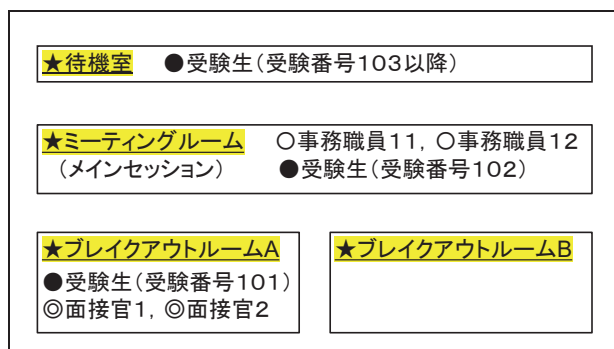 ★待機室　●受験生(受験番号103以降)
★ミーティングルーム　○事務職員11，○事務職員12
(メインセッション)　●受験生(受験番号102)
★ブレイクアウトルームA
●受験生(受験番号101)
◎面接官1，◎面接官2
★ブレイクアウトルームB